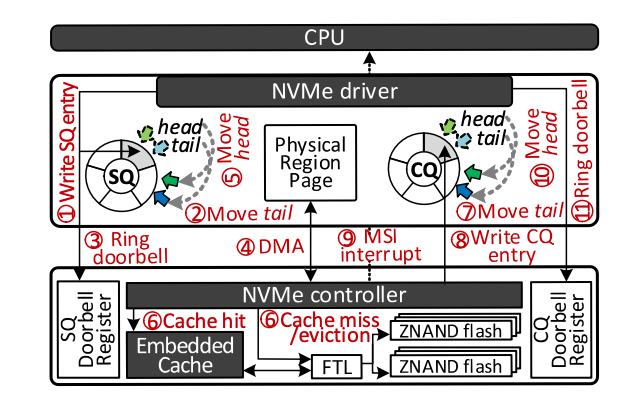 CPU
NVMe driver
①Write SQ entry
head
tail
SQ
⑤Move
head
②Move tail
Physical
Region
Page
head
tail
CQ
⑩Move
head
⑦Move tail
⑪Ring doorbell
③ Ring
doorbell
④DMA
⑨ MSI
interrupt
⑧Write CQ
entry
NVMe controller
SQ
Doorbell
Register
⑥Cache hit
Embedded
Cache
⑥Cache miss
/eviction
FTL
ZNAND flash
ZNAND flash
CQ
Doorbell
Register